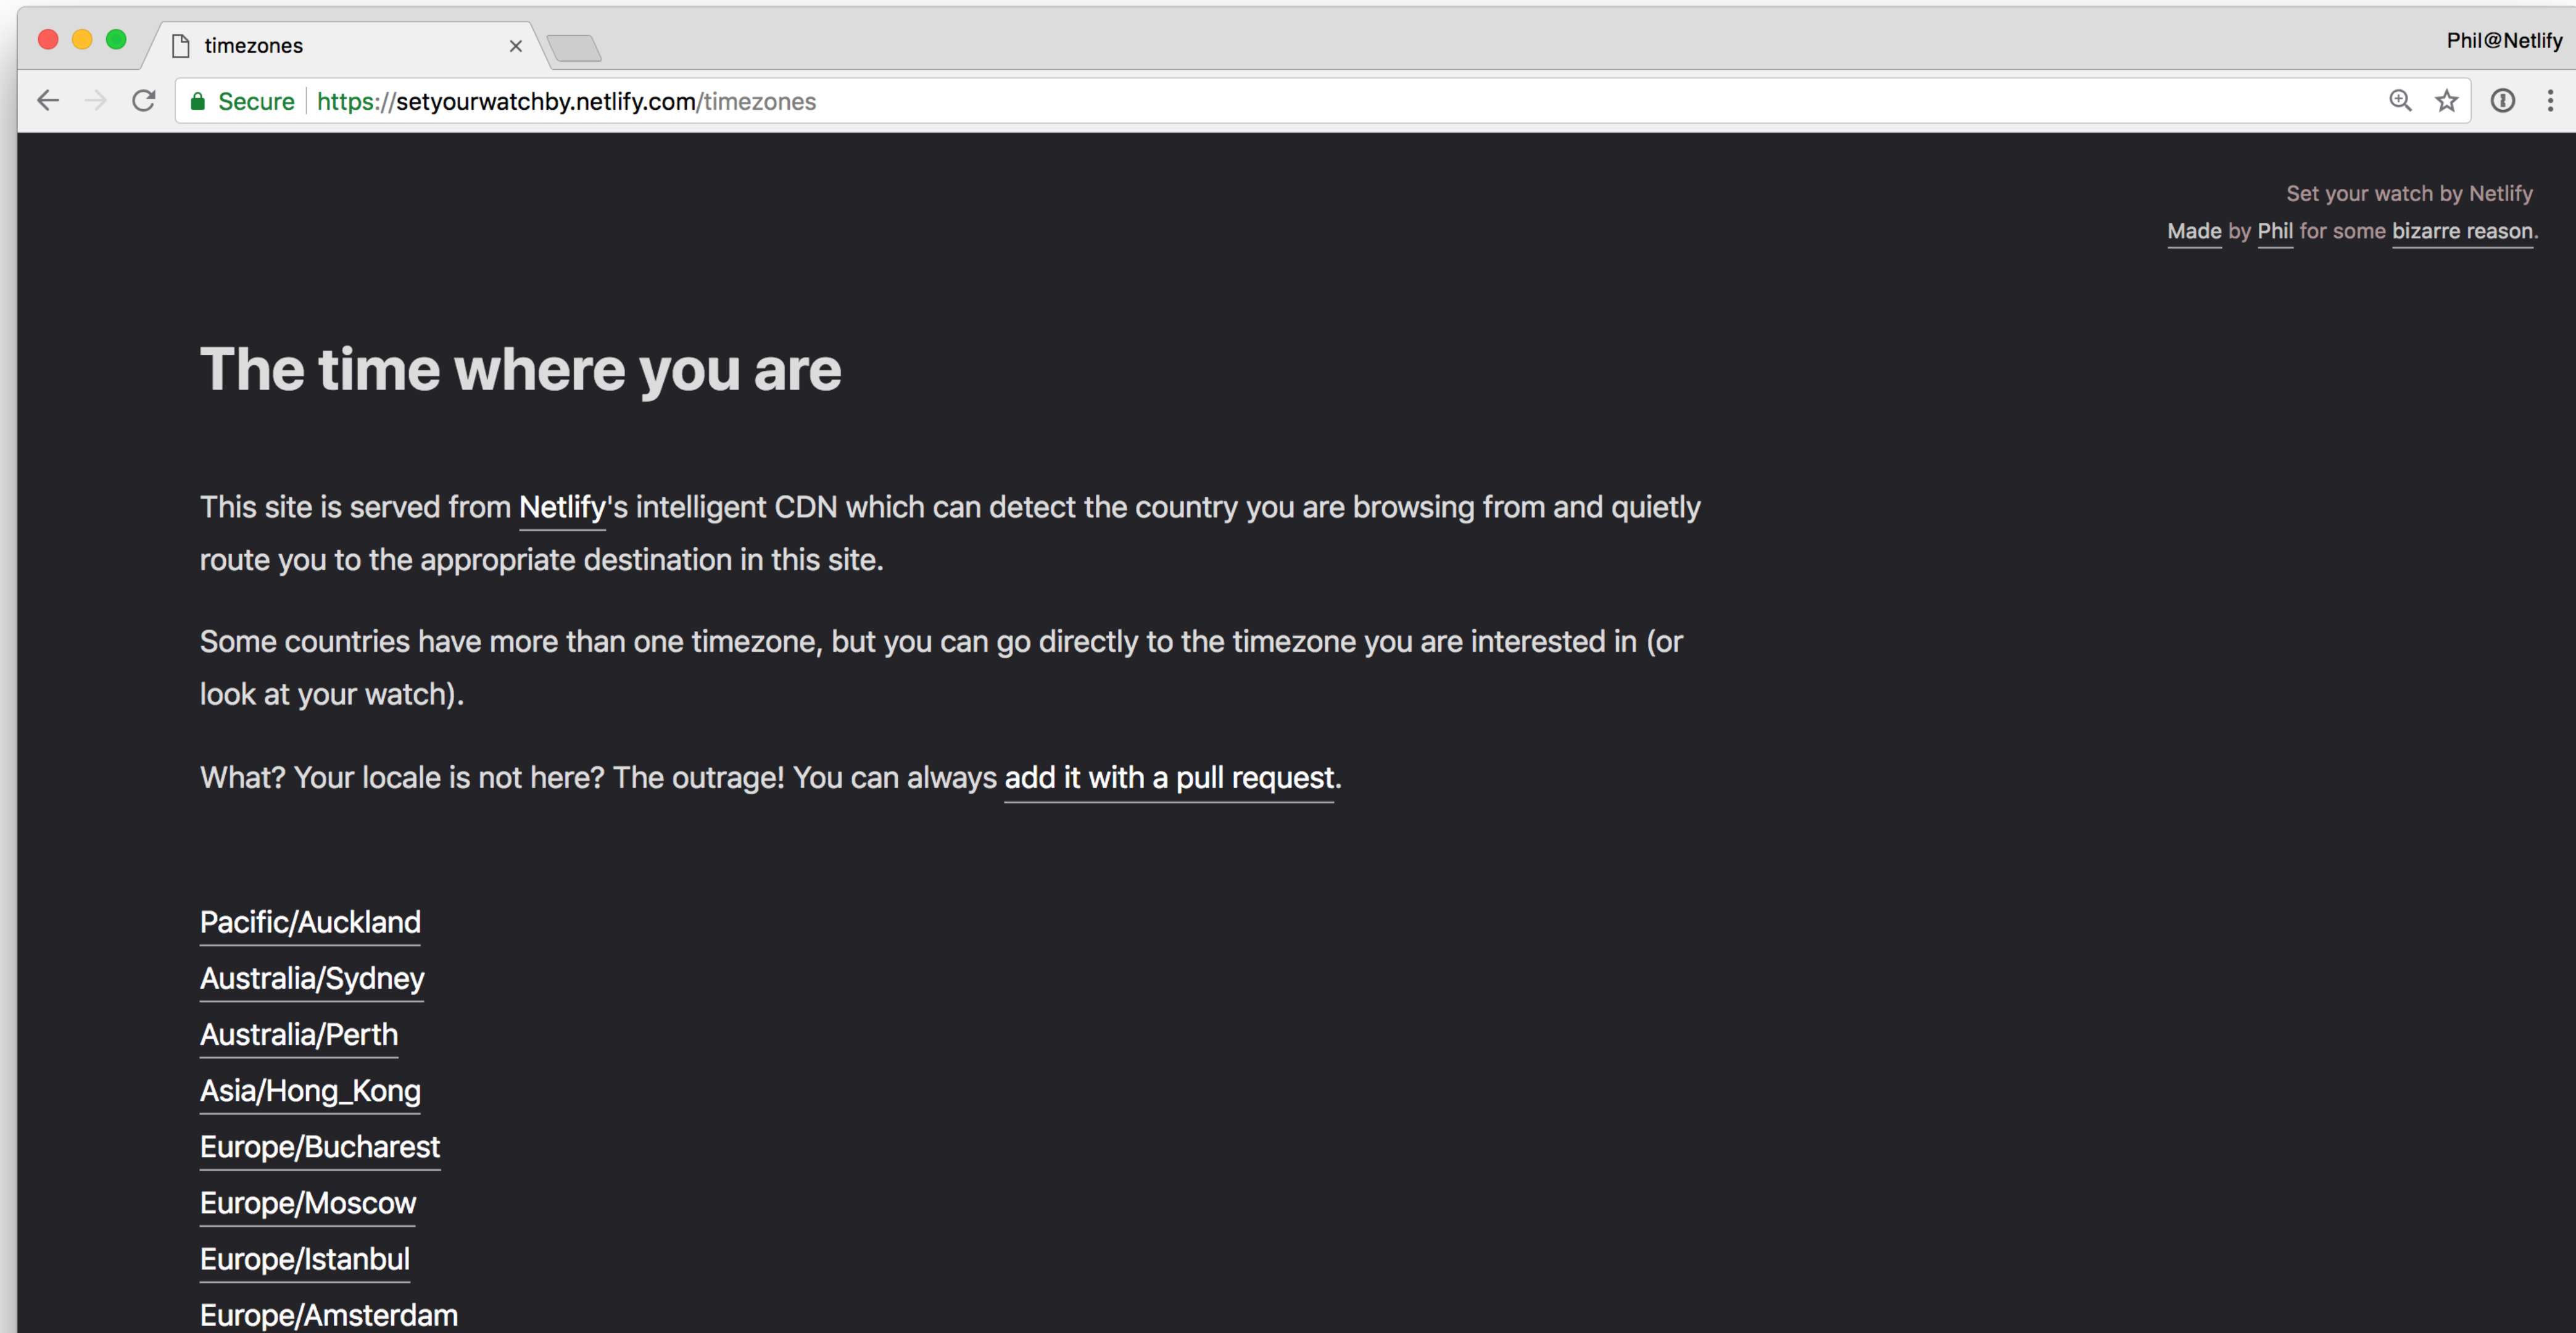 timezones
Phil@Netlify
Secure https://setyourwatchby.netlify.com/timezones
Set your watch by Netlify
Made by Phil for some bizarre reason.
The time where you are
This site is served from Netlify's intelligent CDN which can detect the country you are browsing from and quietly
route you to the appropriate destination in this site.
Some countries have more than one timezone, but you can go directly to the timezone you are interested in (or
look at your watch).
What? Your locale is not here? The outrage! You can always add it with a pull request.
Pacific/Auckland
Australia/Sydney
Australia/Perth
Asia/Hong_Kong
Europe/Bucharest
Europe/Moscow
Europe/Istanbul
Europe/Amsterdam